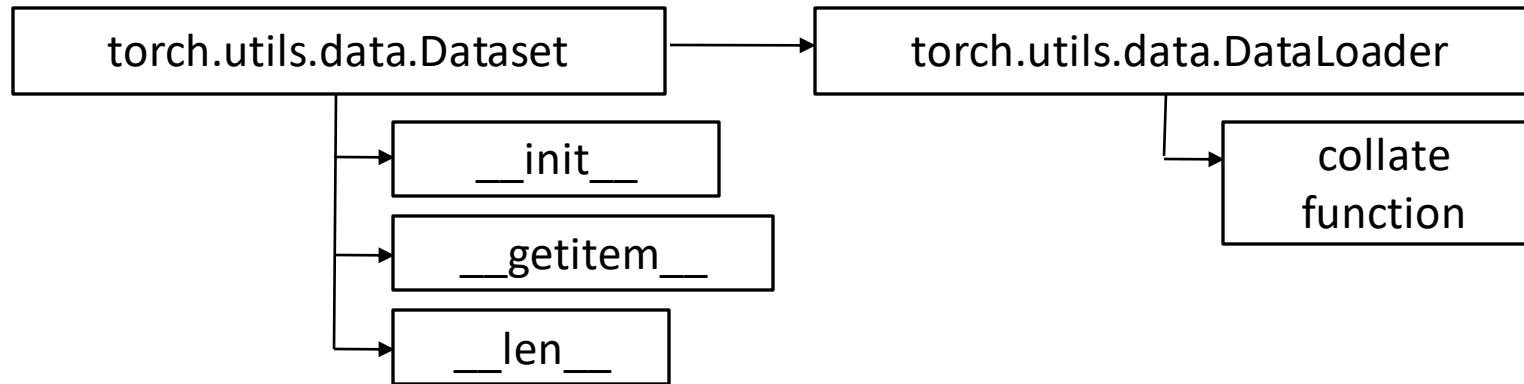 torch.utils.data.Dataset
torch.utils.data.DataLoader
__init__
__getitem__
__len__
collate
function